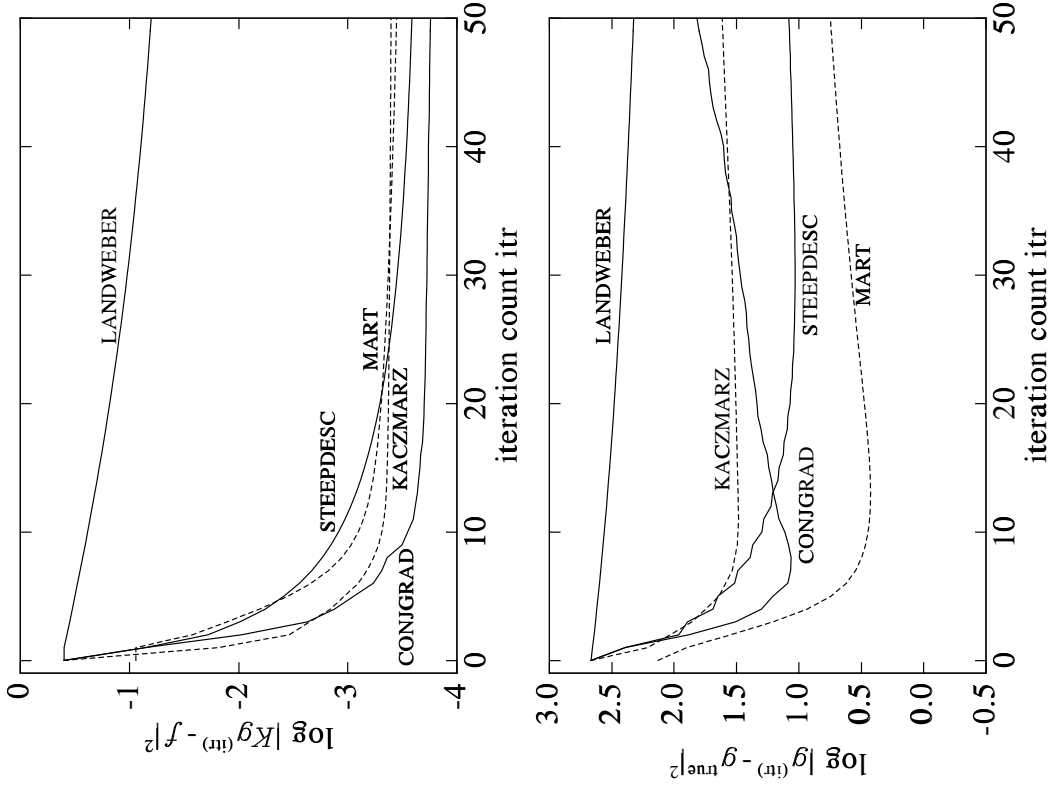 0
-1
-2
-3
-4
log |Kg(itr) - f|2
0
10
20
30
40
50
iteration count itr
LANDWEBER
STEEPDESC
MART
KACZMARZ
CONJGRAD
3.0
2.5
2.0
1.5
1.0
0.5
0.0
-0.5
log |g(itr) - gtrue|2
0
10
20
30
40
50
iteration count itr
LANDWEBER
KACZMARZ
CONJGRAD
STEEPDESC
MART